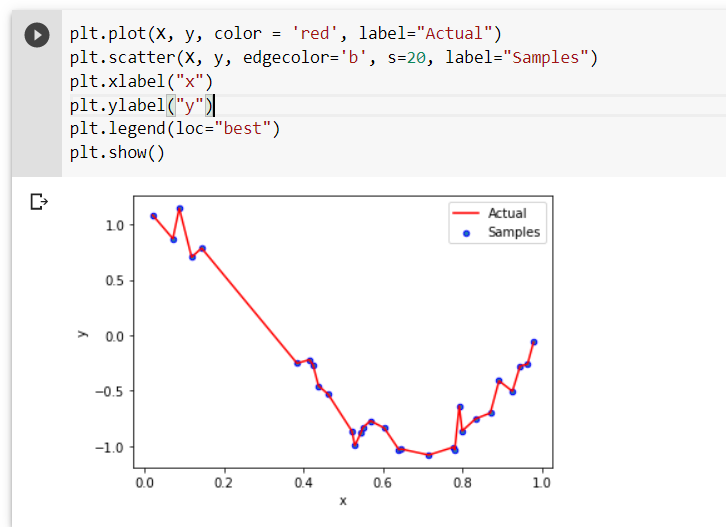 plt.plot(X, y, color = 'red', label="Actual")
plt.scatter(X, y, edgecolor='b', s=20, label="Samples")
plt.xlabel("x")
plt.ylabel("y")
plt.legend(loc="best")
plt.show()
Actual
Samples
1.0
0.5
0.0
−0.5
−1.0
y
0.0 0.2 0.4 0.6 0.8 1.0
x